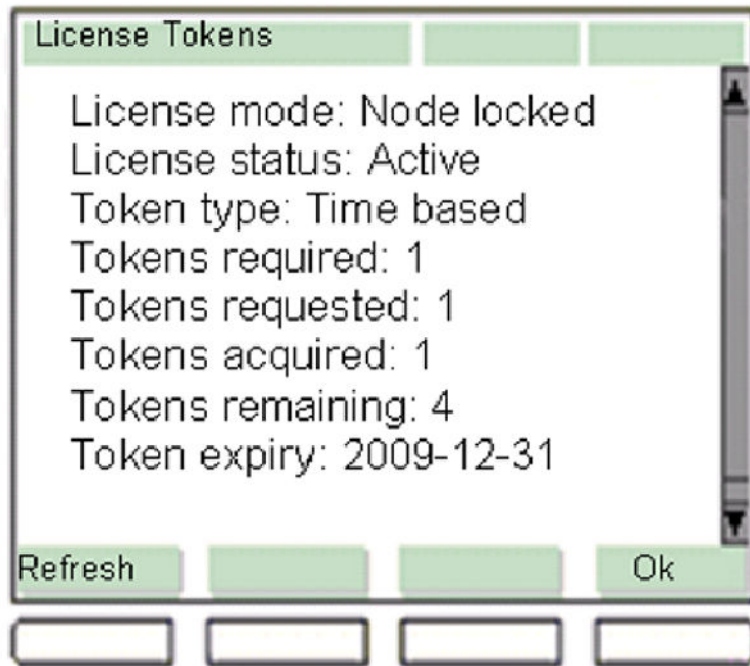 License Tokens
License mode: Node locked
License status: Active
Token type: Time based
Tokens required: 1
Tokens requested: 1
Tokens acquired: 1
Tokens remaining: 4
Token expiry: 2009-12-31
Refresh
Ok